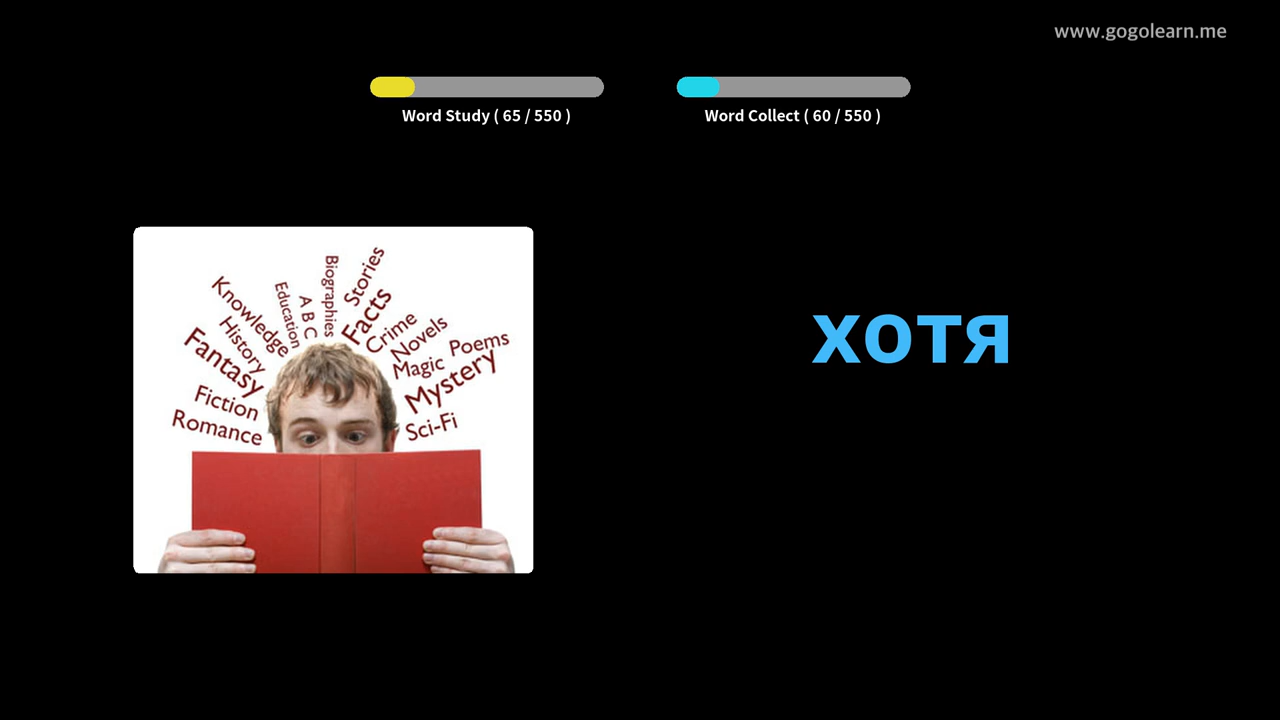 www.gogolearn.me
Word Study ( 65 / 550 )
Word Collect ( 60 / 550 )
Knowledge
History
Fantasy
Fiction
Romance
Education
A B C
Biographies
Stories
Facts
Crime
Novels
Magic
Poems
Mystery
Sci-Fi
хотя